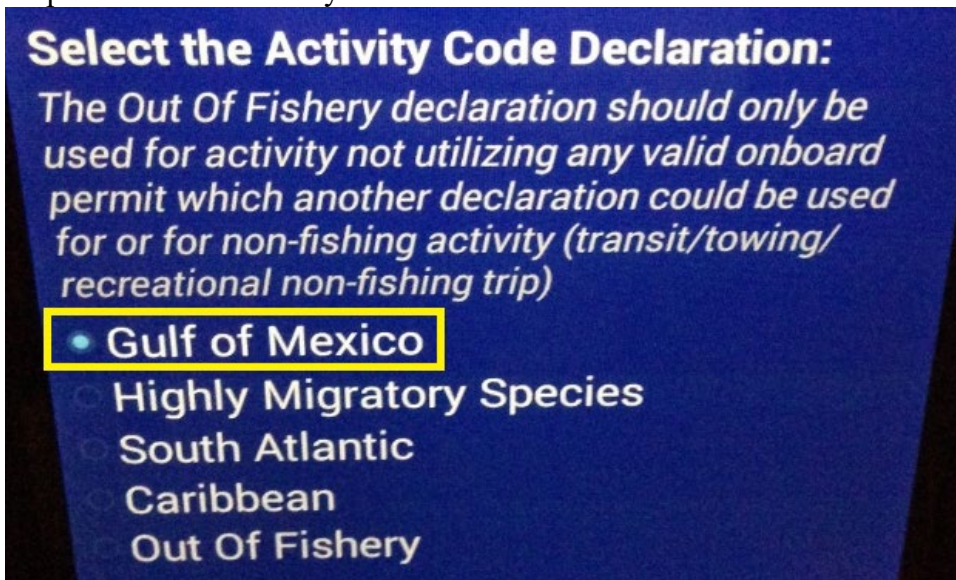 Select the Activity Code Declaration:
The Out Of Fishery declaration should only be
used for activity not utilizing any valid onboard
permit which another declaration could be used
for or for non-fishing activity (transit/towing/
recreational non-fishing trip)
Gulf of Mexico
Highly Migratory Species
South Atlantic
Caribbean
Out Of Fishery